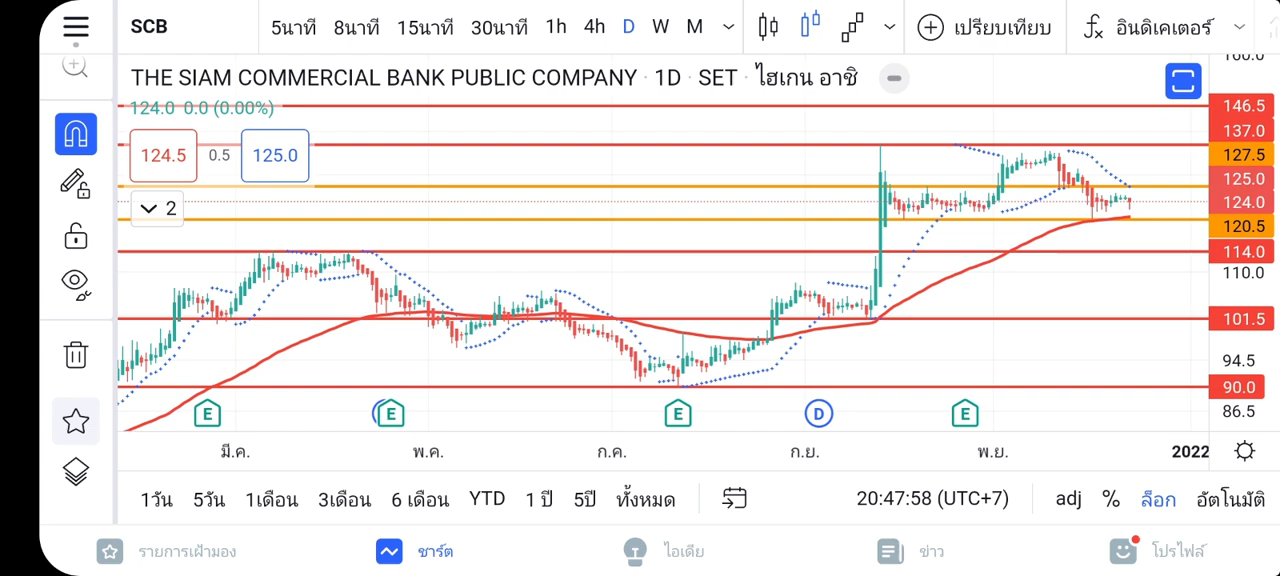 SCB 5นาที 8นาที 15นาที 30นาที 1h 4h D W M เปรียบเทียบ อินดิเคเตอร์
THE SIAM COMMERCIAL BANK PUBLIC COMPANY · 1D · SET · ไฮเกน อาชิ
160.0
124.0 0.0 (0.00%)
146.5
137.0
124.5 0.5 125.0
127.5
125.0
2
124.0
120.5
114.0
110.0
101.5
94.5
90.0
E E E D E
86.5
มี.ค. พ.ค. ก.ค. ก.ย. พ.ย. 2022
1วัน 5วัน 1เดือน 3เดือน 6 เดือน YTD 1 ปี 5ปี ทั้งหมด 20:47:58 (UTC+7) adj % ล็อก อัตโนมัติ
รายการเฝ้ามอง ชาร์ต ไอเดีย ข่าว โปรไฟล์